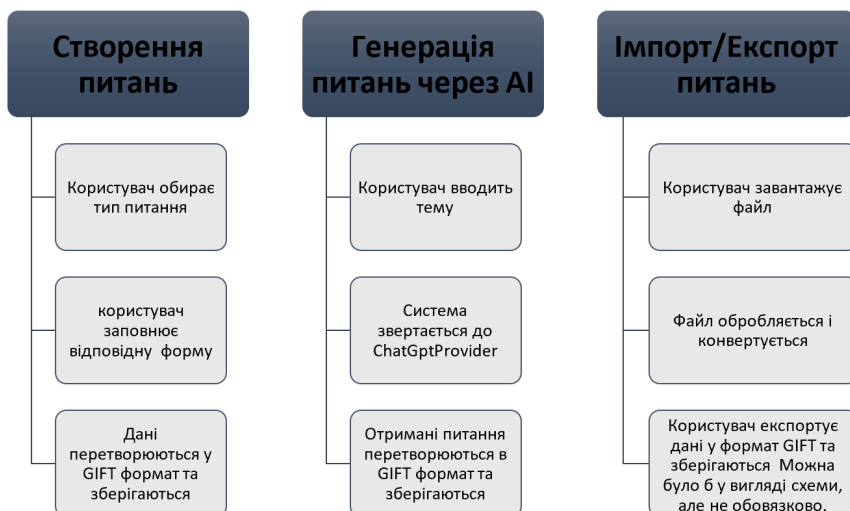 Створення
питань
Користувач обирає
тип питання
користувач
заповнює
відповідну форму
Дані
перетворюються у
GIFT формат та
зберігаються
Генерація
питань через AI
Користувач вводить
тему
Система
звертається до
ChatGptProvider
Отримані питання
перетворюються в
GIFT формат та
зберігаються
Імпорт/Експорт
питань
Користувач завантажує
файл
Файл обробляється і
конвертується
Користувач експортує
дані у формат GIFT та
зберігаються Можна
було б у вигляді схеми,
але не обовязково.